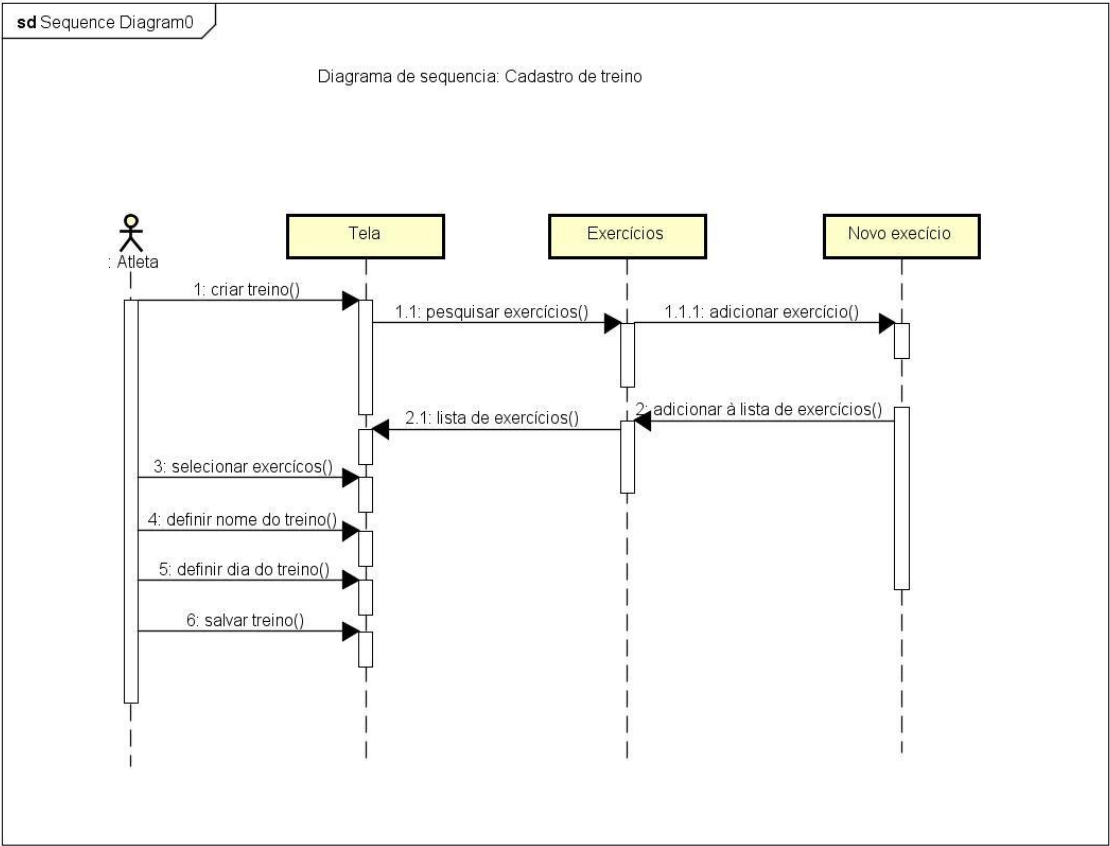 sd Sequence Diagram0
Diagrama de sequencia: Cadastro de treino
: Atleta
Tela
Exercícios
Novo execício
1: criar treino()
1.1: pesquisar exercícios()
1.1.1: adicionar exercício()
2: adicionar à lista de exercícios()
2.1: lista de exercícios()
3: selecionar exercícos()
4: definir nome do treino()
5: definir dia do treino()
6: salvar treino()